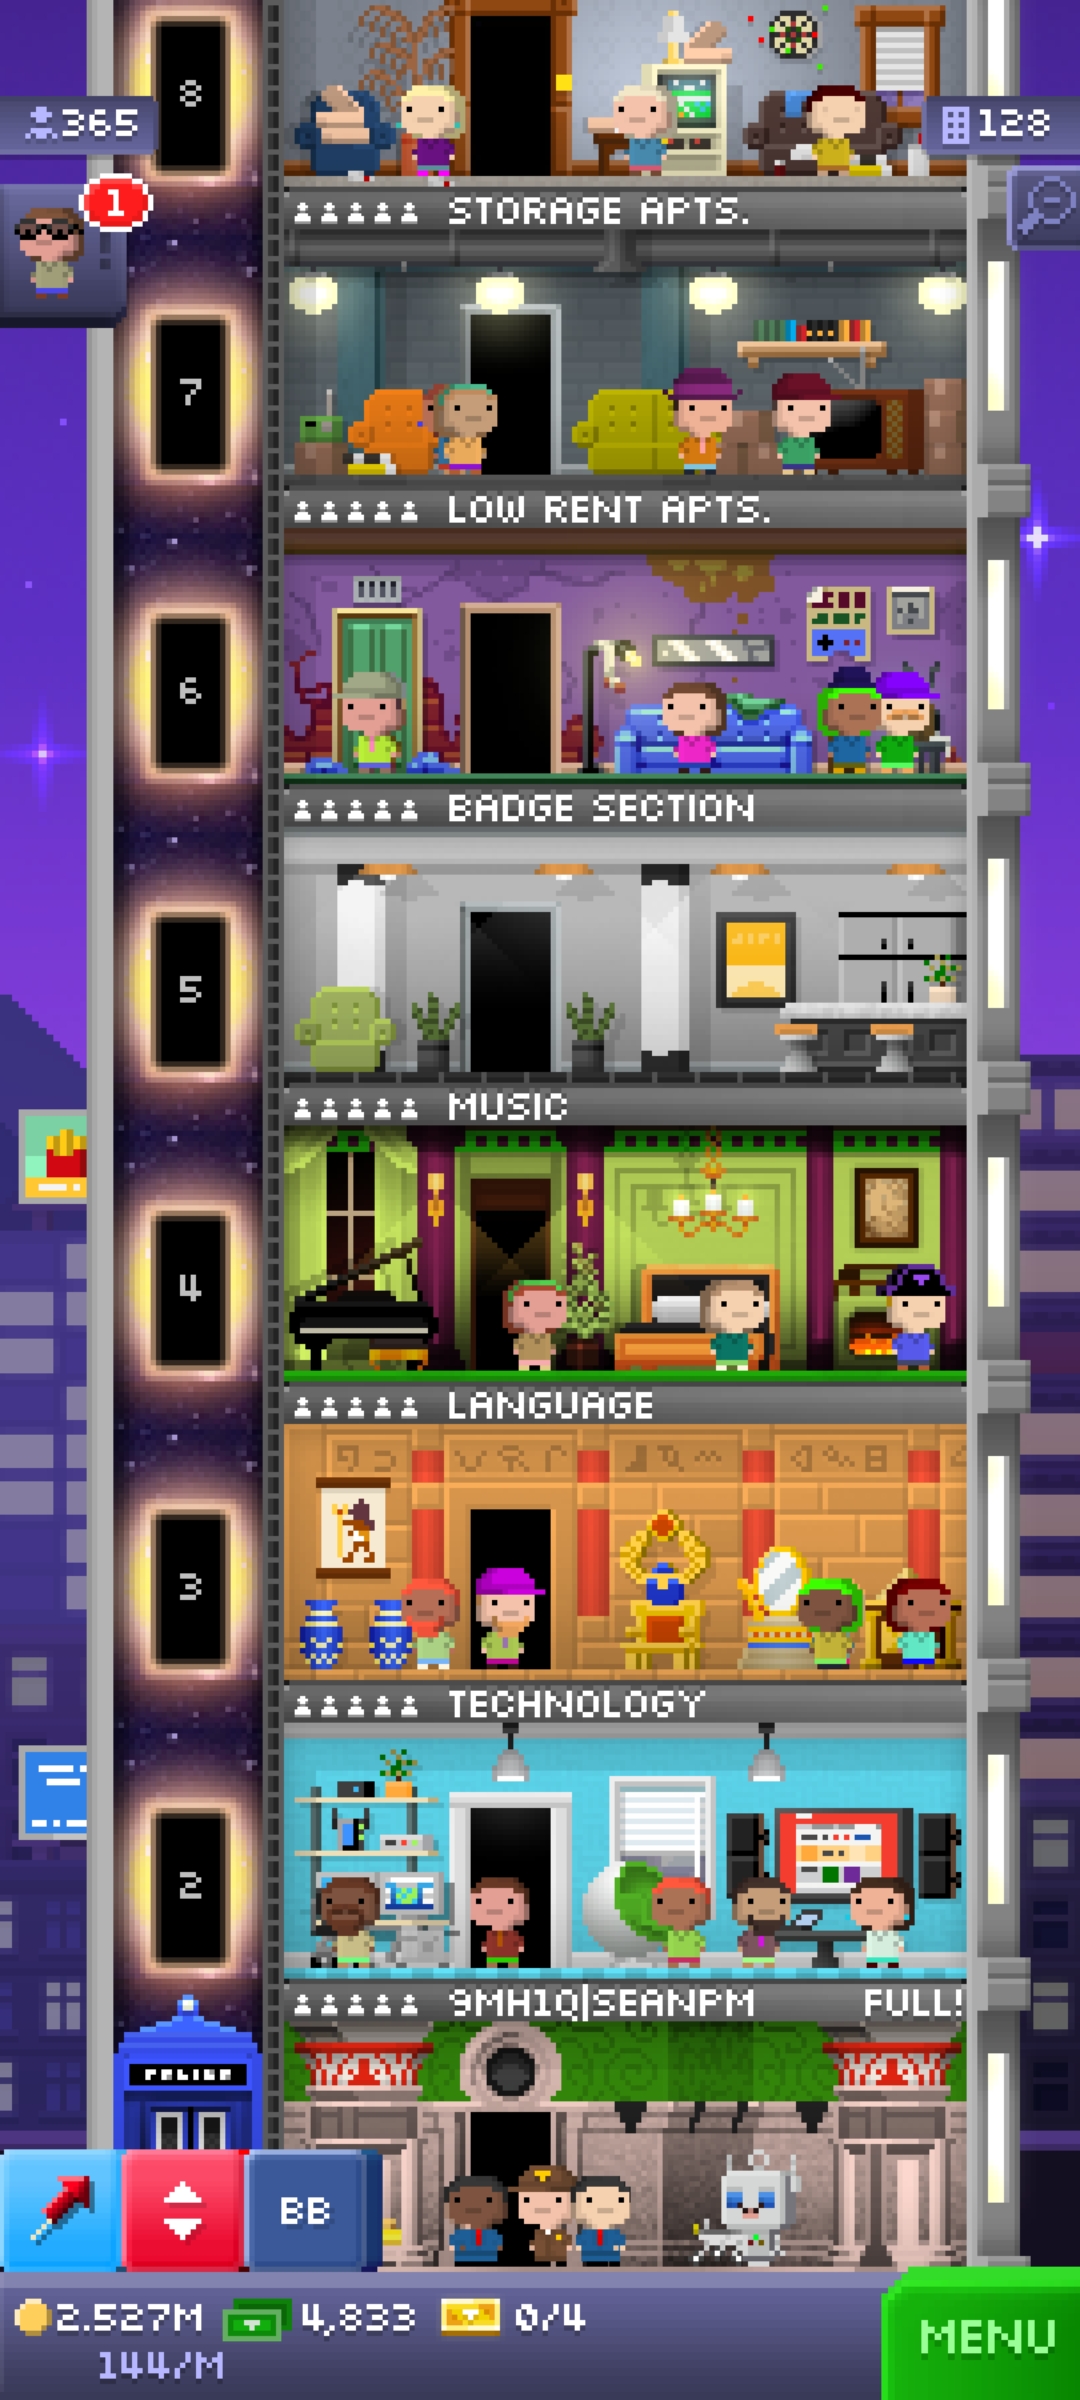 8
365
128
1
STORAGE APTS.
7
LOW RENT APTS.
6
BADGE SECTION
5
MUSIC
4
LANGUAGE
3
TECHNOLOGY
2
9MH1Q|SEANPM FULL!
POLICE
BB
2.527M 4,833 0/4
144/M
MENU